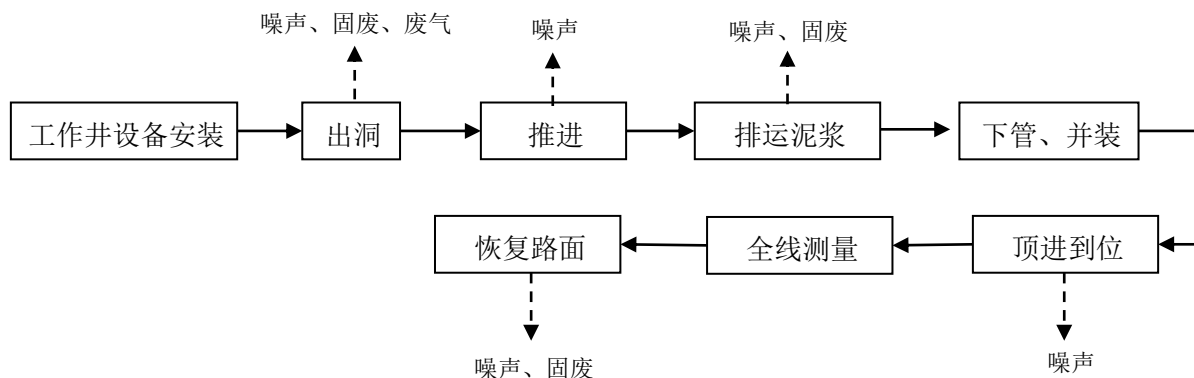 噪声、固废、废气
噪声
噪声、固废
工作井设备安装
出洞
推进
排运泥浆
下管、并装
恢复路面
全线测量
顶进到位
噪声、固废
噪声